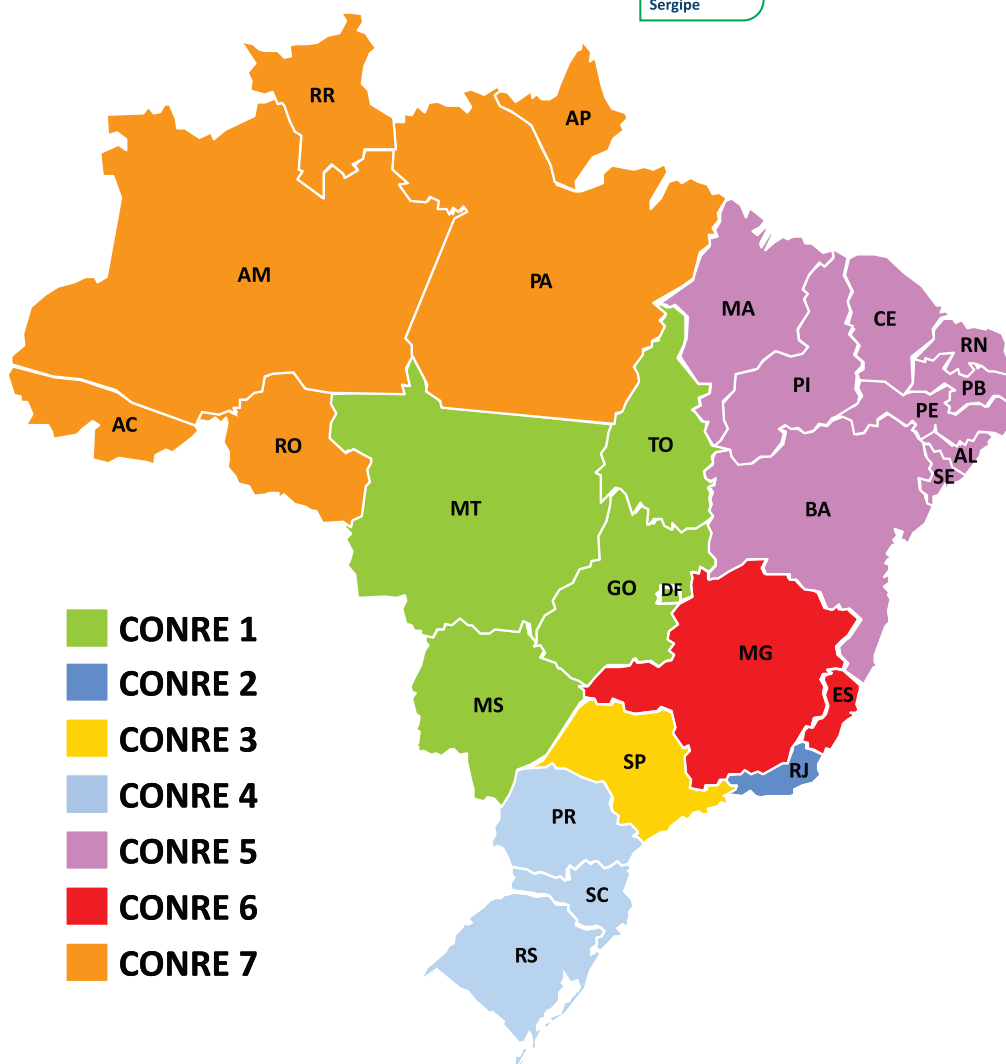 Sergipe
RR
AP
AM
PA
MA
CE
RN
PI
PB
PE
AC
RO
TO
AL
SE
MT
BA
GO
DF
CONRE 1
MG
CONRE 2
ES
MS
CONRE 3
SP
RJ
CONRE 4
PR
CONRE 5
SC
CONRE 6
RS
CONRE 7